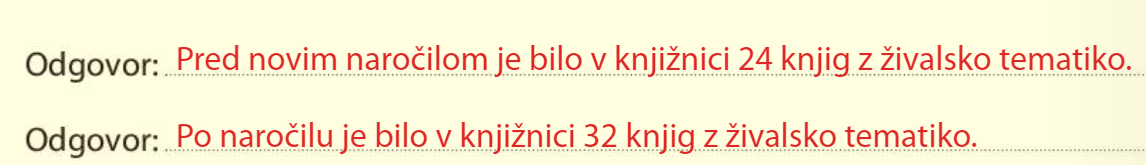 Odgovor: Pred novim naročilom je bilo v knjižnici 24 knjig z živalsko tematiko.
Odgovor: Po naročilu je bilo v knjižnici 32 knjig z živalsko tematiko.